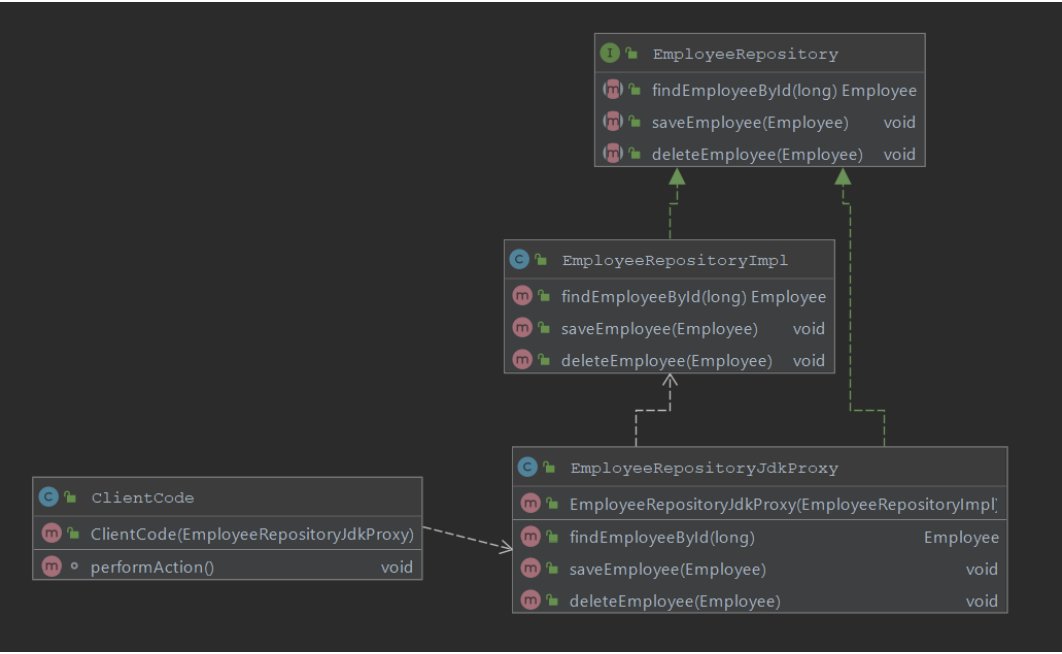 EmployeeRepository
findEmployeeById(long) Employee
saveEmployee(Employee) void
deleteEmployee(Employee) void
EmployeeRepositoryImpl
findEmployeeById(long) Employee
saveEmployee(Employee) void
deleteEmployee(Employee) void
EmployeeRepositoryJdkProxy
EmployeeRepositoryJdkProxy(EmployeeRepositoryImpl)
findEmployeeById(long) Employee
saveEmployee(Employee) void
deleteEmployee(Employee) void
ClientCode
ClientCode(EmployeeRepositoryJdkProxy)
performAction() void